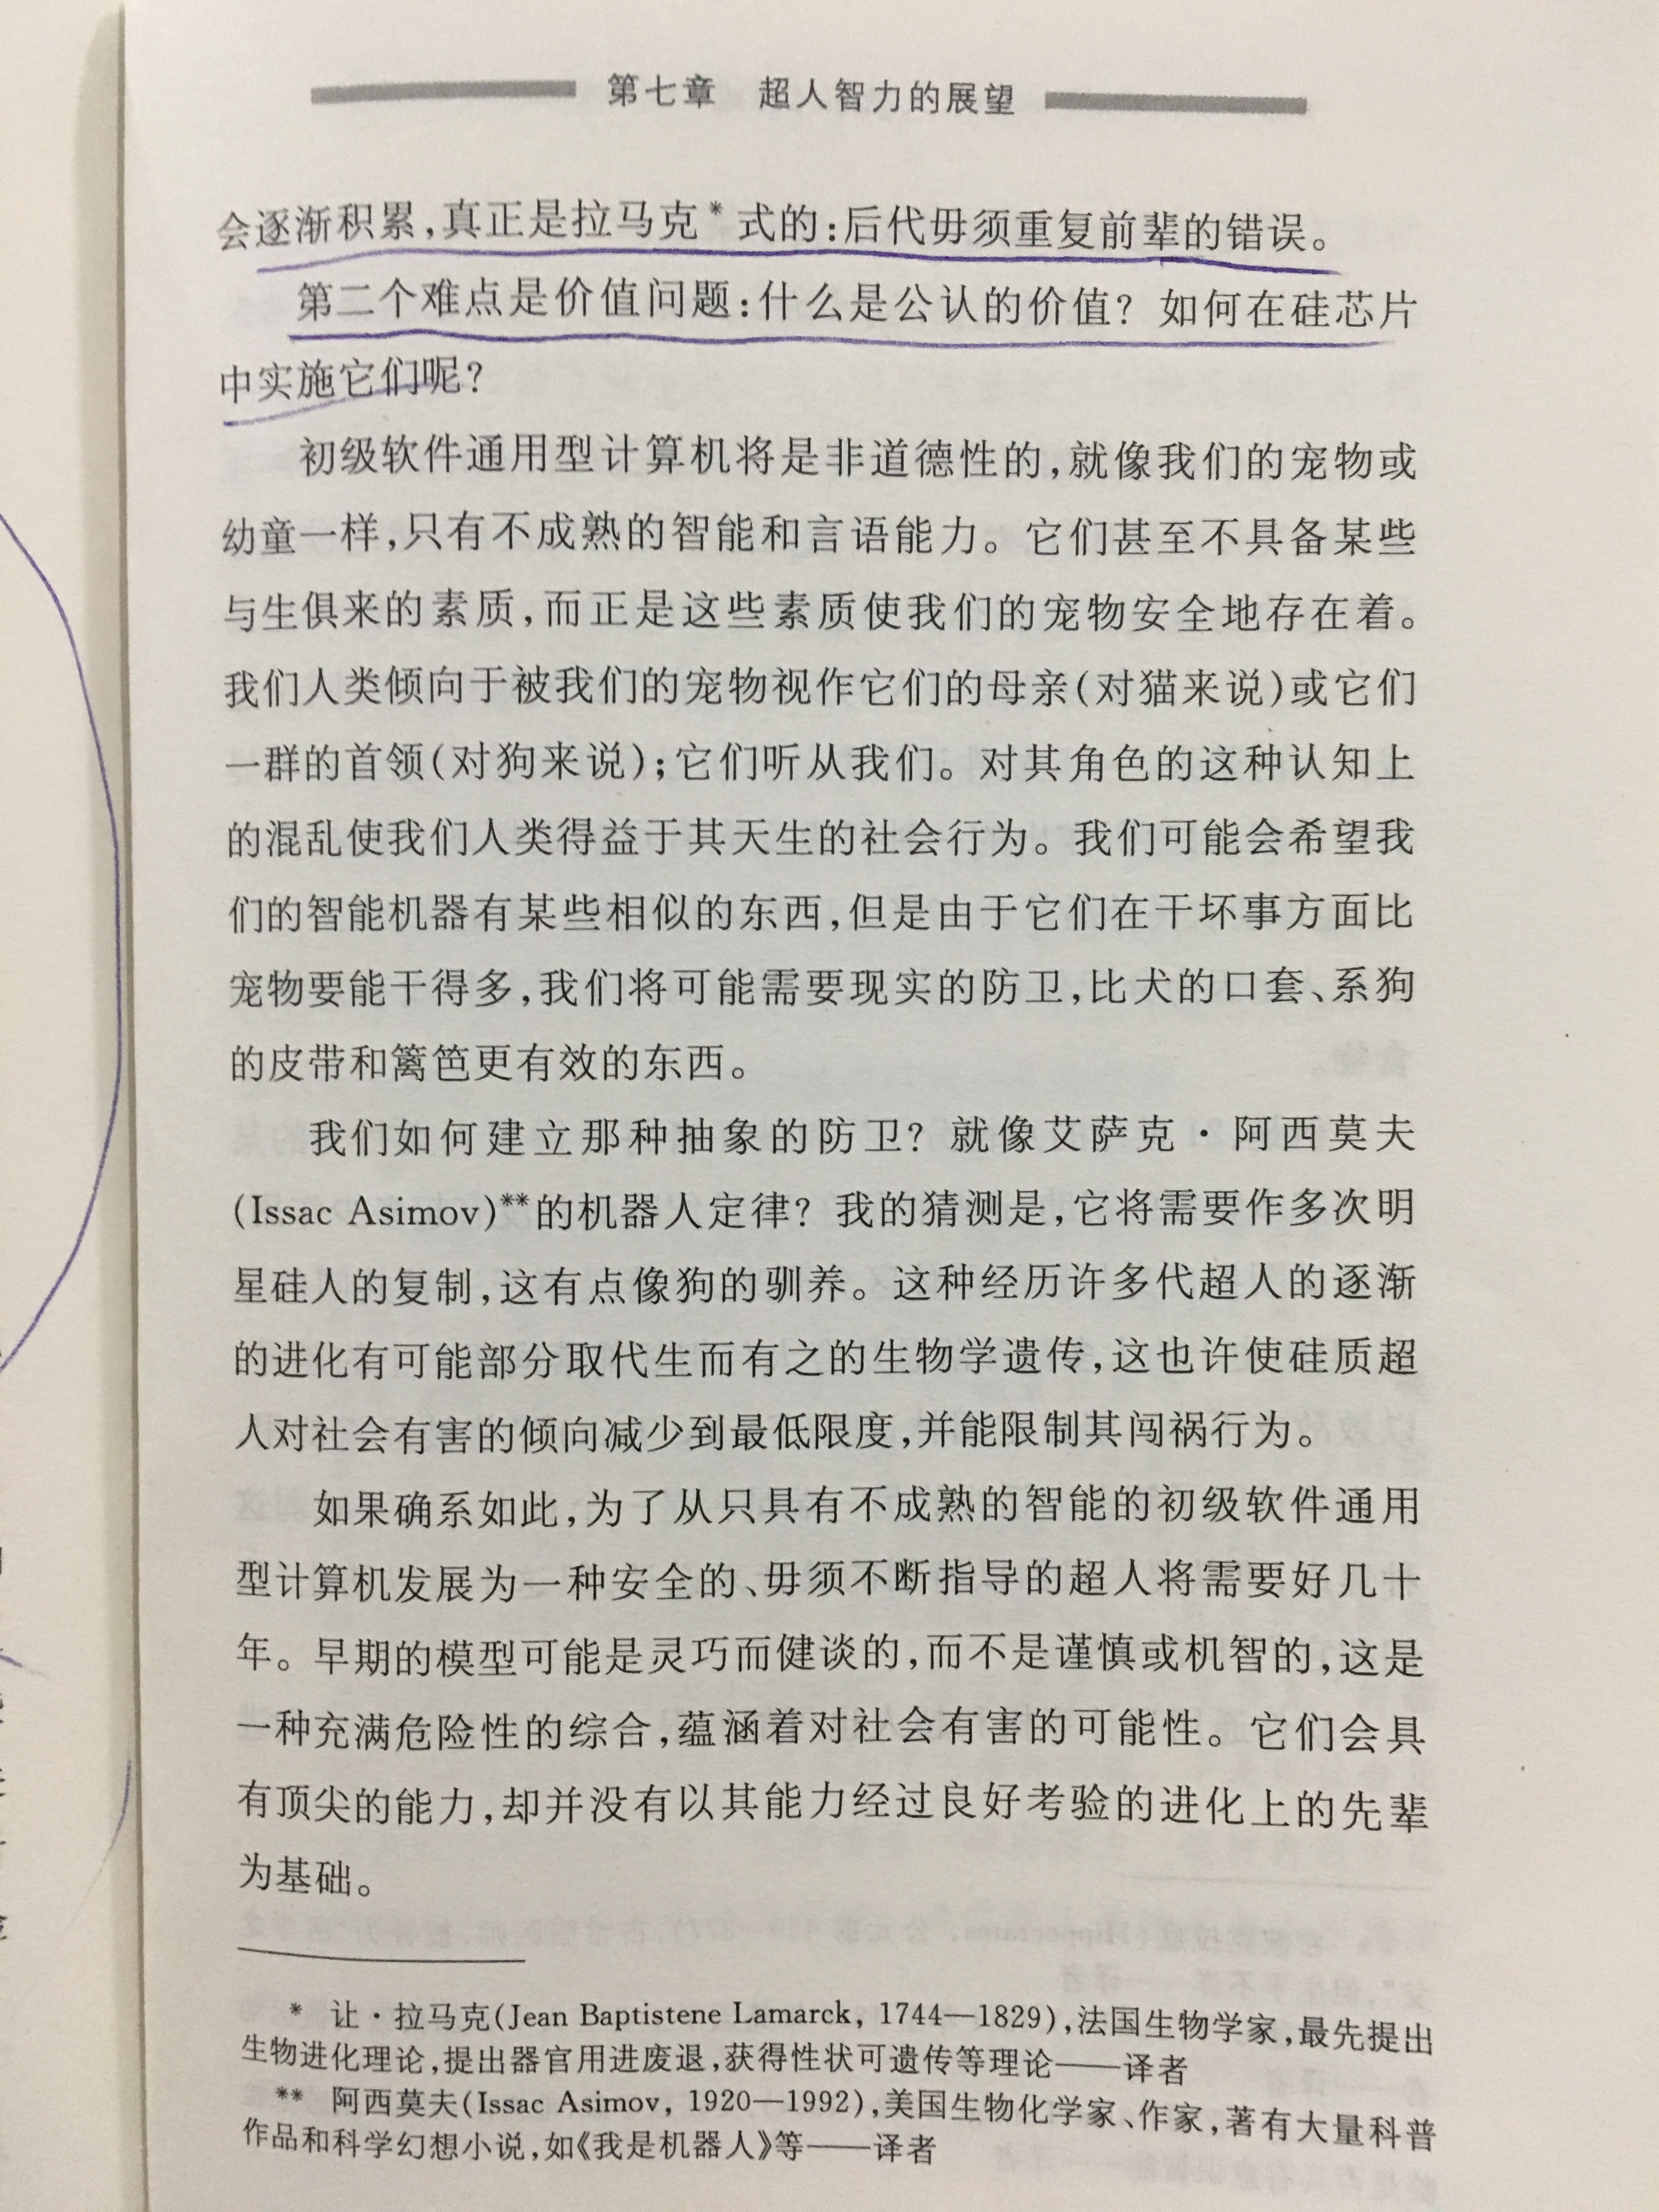 第七章 超人智力的展望
会逐渐积累,真正是拉马克*式的:后代毋须重复前辈的错误。
第二个难点是价值问题:什么是公认的价值?如何在硅芯片
中实施它们呢?
初级软件通用型计算机将是非道德性的,就像我们的宠物或
幼童一样,只有不成熟的智能和言语能力。它们甚至不具备某些
与生俱来的素质,而正是这些素质使我们的宠物安全地存在着。
我们人类倾向于被我们的宠物视作它们的母亲(对猫来说)或它们
一群的首领(对狗来说);它们听从我们。对其角色的这种认知上
的混乱使我们人类得益于其天生的社会行为。我们可能会希望我
们的智能机器有某些相似的东西,但是由于它们在干坏事方面比
宠物要能干得多,我们将可能需要现实的防卫,比犬的口套、系狗
的皮带和篱笆更有效的东西。
我们如何建立那种抽象的防卫?就像艾萨克·阿西莫夫
(Issac Asimov)**的机器人定律?我的猜测是,它将需要作多次明
星硅人的复制,这有点像狗的驯养。这种经历许多代超人的逐渐
的进化有可能部分取代生而有之的生物学遗传,这也许使硅质超
人对社会有害的倾向减少到最低限度,并能限制其闯祸行为。
如果确系如此,为了从只具有不成熟的智能的初级软件通用
型计算机发展为一种安全的、毋须不断指导的超人将需要好几十
年。早期的模型可能是灵巧而健谈的,而不是谨慎或机智的,这是
一种充满危险性的综合,蕴涵着对社会有害的可能性。它们会具
有顶尖的能力,却并没有以其能力经过良好考验的进化上的先辈
为基础。
* 让·拉马克(Jean Baptistene Lamarck, 1744—1829),法国生物学家,最先提出
生物进化理论,提出器官用进废退,获得性状可遗传等理论——译者
** 阿西莫夫(Issac Asimov, 1920—1992),美国生物化学家、作家,著有大量科普
作品和科学幻想小说,如《我是机器人》等——译者